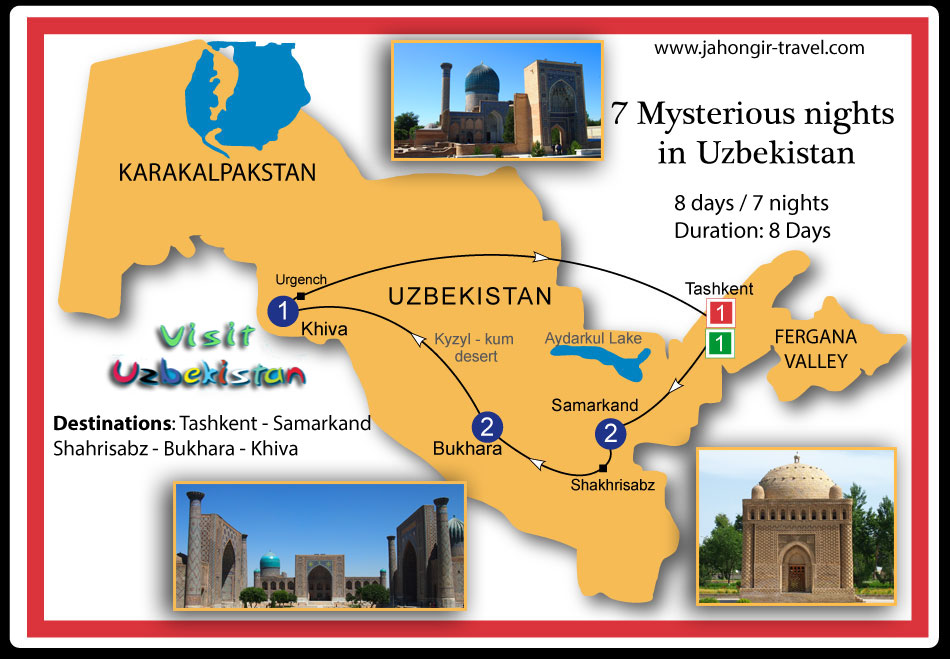 www.jahongir-travel.com
7 Mysterious nights
in Uzbekistan
8 days / 7 nights
Duration: 8 Days
KARAKALPAKSTAN
Urgench
1
Khiva
UZBEKISTAN
Tashkent
1
1
FERGANA
VALLEY
Kyzyl - kum
desert
Aydarkul Lake
Visit
Uzbekistan
Samarkand
2
2
Bukhara
Shakhrisabz
Destinations: Tashkent - Samarkand
Shahrisabz - Bukhara - Khiva